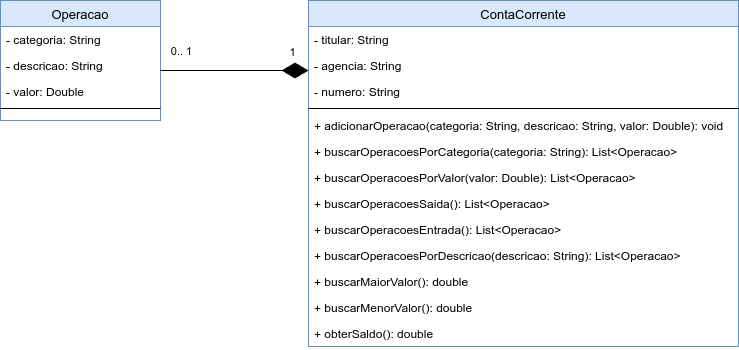 Operacao
- categoria: String
- descricao: String
- valor: Double
0.. 1
1
ContaCorrente
- titular: String
- agencia: String
- numero: String
+ adicionarOperacao(categoria: String, descricao: String, valor: Double): void
+ buscarOperacoesPorCategoria(categoria: String): List<Operacao>
+ buscarOperacoesPorValor(valor: Double): List<Operacao>
+ buscarOperacoesSaida(): List<Operacao>
+ buscarOperacoesEntrada(): List<Operacao>
+ buscarOperacoesPorDescricao(descricao: String): List<Operacao>
+ buscarMaiorValor(): double
+ buscarMenorValor(): double
+ obterSaldo(): double